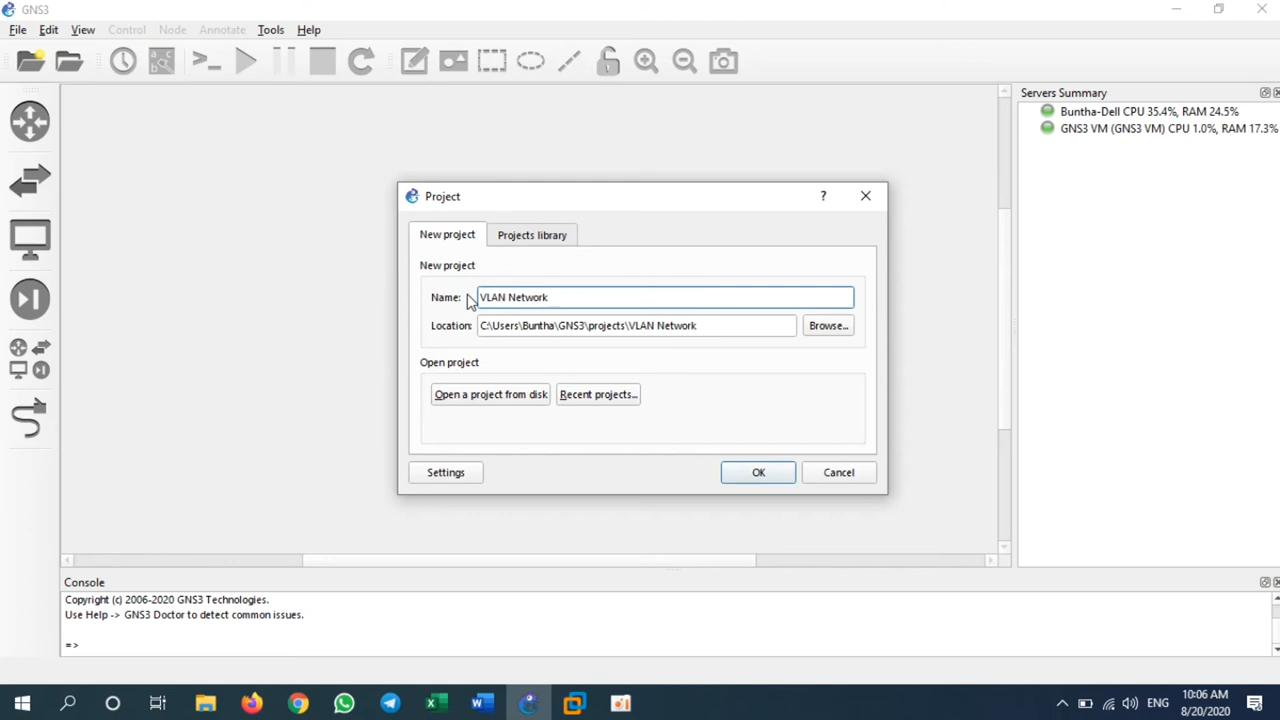 GNS3
File Edit View Control Node Annotate Tools Help
Servers Summary
Buntha-Dell CPU 35.4%, RAM 24.5%
GNS3 VM (GNS3 VM) CPU 1.0%, RAM 17.3%
Project
New project Projects library
New project
Name: VLAN Network
Location: C:\Users\Buntha\GNS3\projects\VLAN Network Browse...
Open project
Open a project from disk Recent projects...
Settings OK Cancel
Console
Copyright (c) 2006-2020 GNS3 Technologies.
Use Help -> GNS3 Doctor to detect common issues.
=>
ENG
10:06 AM
8/20/2020